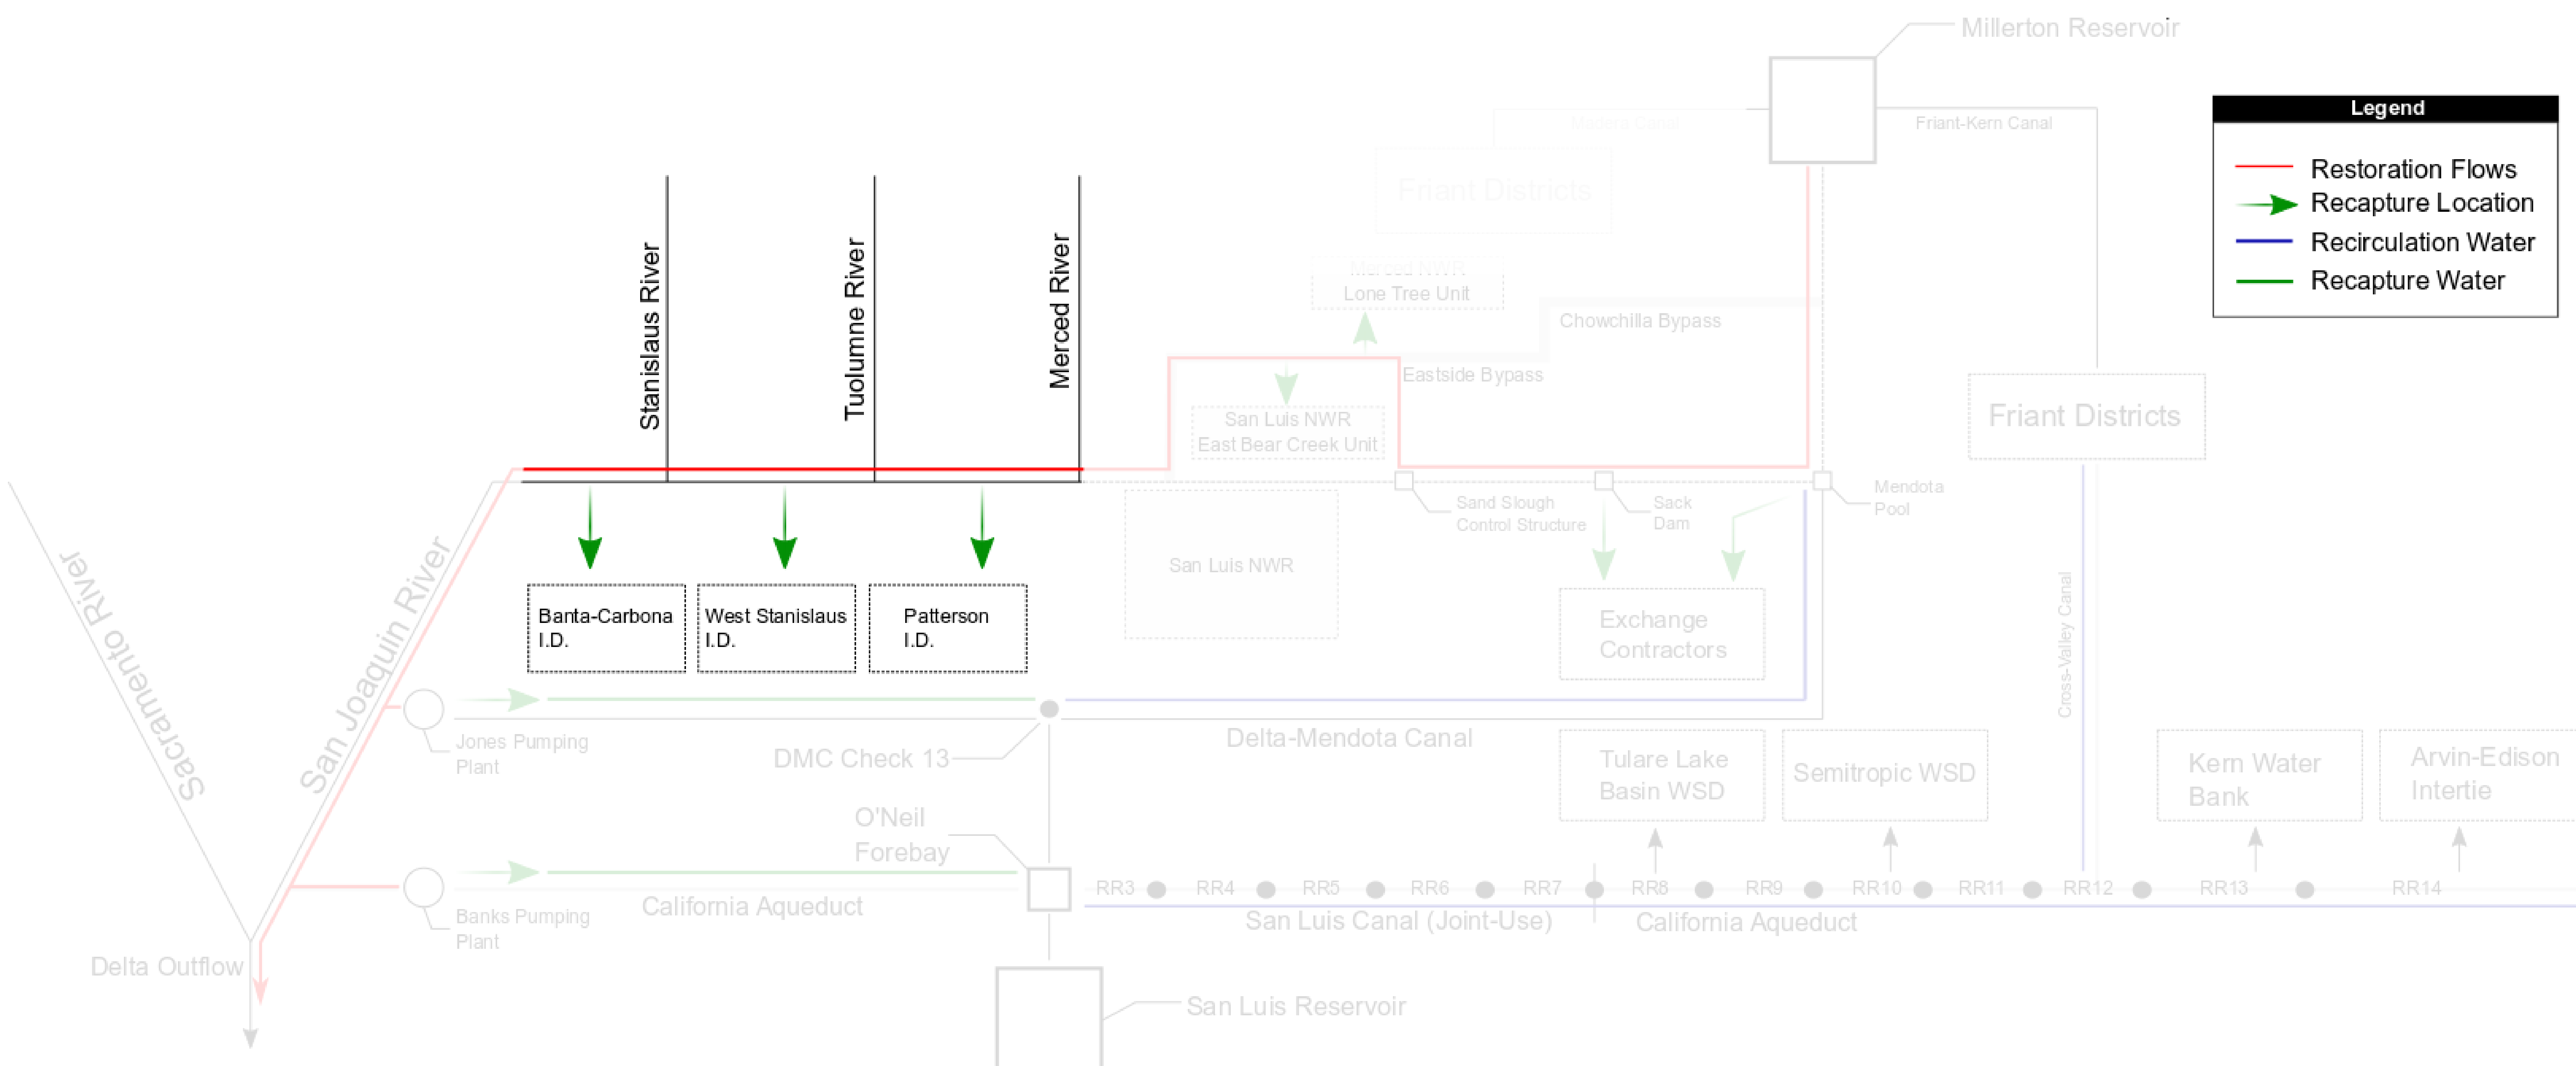 Millerton Reservoir
Legend
Restoration Flows
Recapture Location
Recirculation Water
Recapture Water
Madera Canal
Friant-Kern Canal
Friant Districts
Stanislaus River
Tuolumne River
Merced River
Merced NWR
Lone Tree Unit
Chowchilla Bypass
Eastside Bypass
San Luis NWR
East Bear Creek Unit
Friant Districts
Sand Slough
Control Structure
Sack
Dam
Mendota
Pool
Sacramento River
San Joaquin River
San Luis NWR
Banta-Carbona
I.D.
West Stanislaus
I.D.
Patterson
I.D.
Exchange
Contractors
Cross-Valley Canal
Jones Pumping
Plant
DMC Check 13
Delta-Mendota Canal
Tulare Lake
Basin WSD
Semitropic WSD
Kern Water
Bank
Arvin-Edison
Intertie
O'Neil
Forebay
RR3
RR4
RR5
RR6
RR7
RR8
RR9
RR10
RR11
RR12
RR13
RR14
Banks Pumping
Plant
California Aqueduct
San Luis Canal (Joint-Use)
California Aqueduct
Delta Outflow
San Luis Reservoir